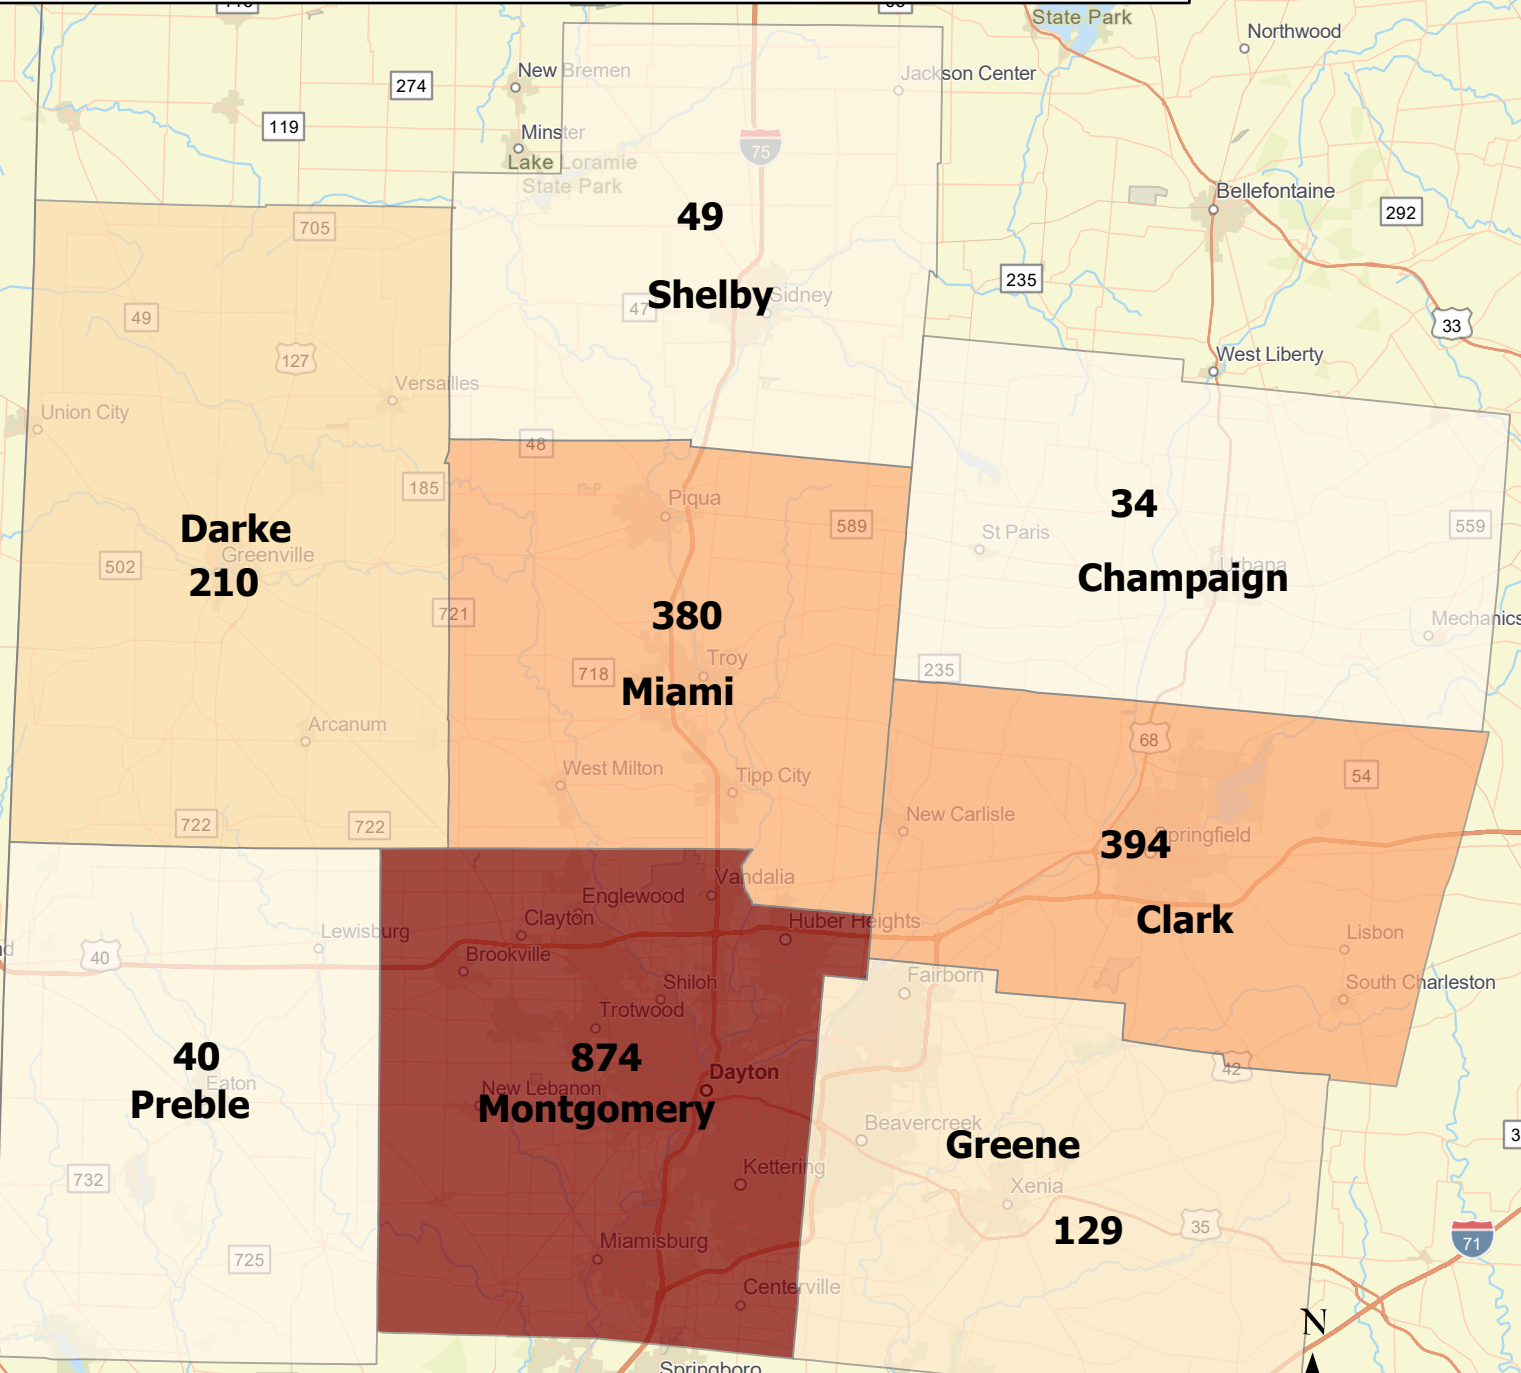 State Park
Northwood
New Bremen
Jackson Center
274
119
Minster
75
Lake Loramie
State Park
Bellefontaine
292
49
705
235
Shelby
Sidney
47
49
33
127
West Liberty
Versailles
Union City
48
185
Piqua
589
34
St Paris
559
Darke
Greenville
502
210
Urbana
Champaign
721
380
Mechanics
Troy
718
235
Miami
Arcanum
68
54
West Milton
Tipp City
722
722
New Carlisle
394
Springfield
Vandalia
Englewood
Clayton
Huber Heights
Clark
Lewisburg
Lisbon
40
Brookville
Shiloh
Fairborn
South Charleston
Trotwood
40
Preble
Eaton
874
Dayton
42
New Lebanon
Montgomery
Beavercreek
Greene
Kettering
732
Xenia
129
35
Miamisburg
725
71
Centerville
N
Springboro